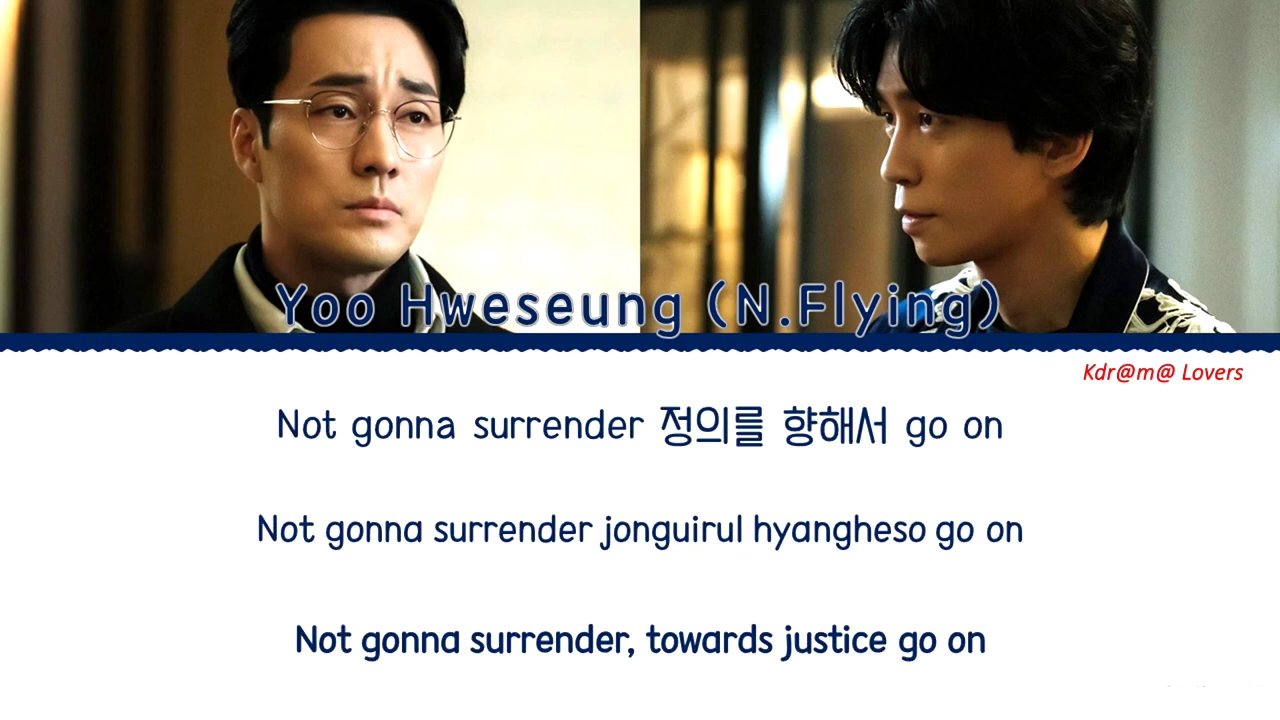 Yoo Hweseung (N.Flying)
Kdr@m@ Lovers
Not gonna surrender 정의를 향해서 go on
Not gonna surrender jonguirul hyangheso go on
Not gonna surrender, towards justice go on